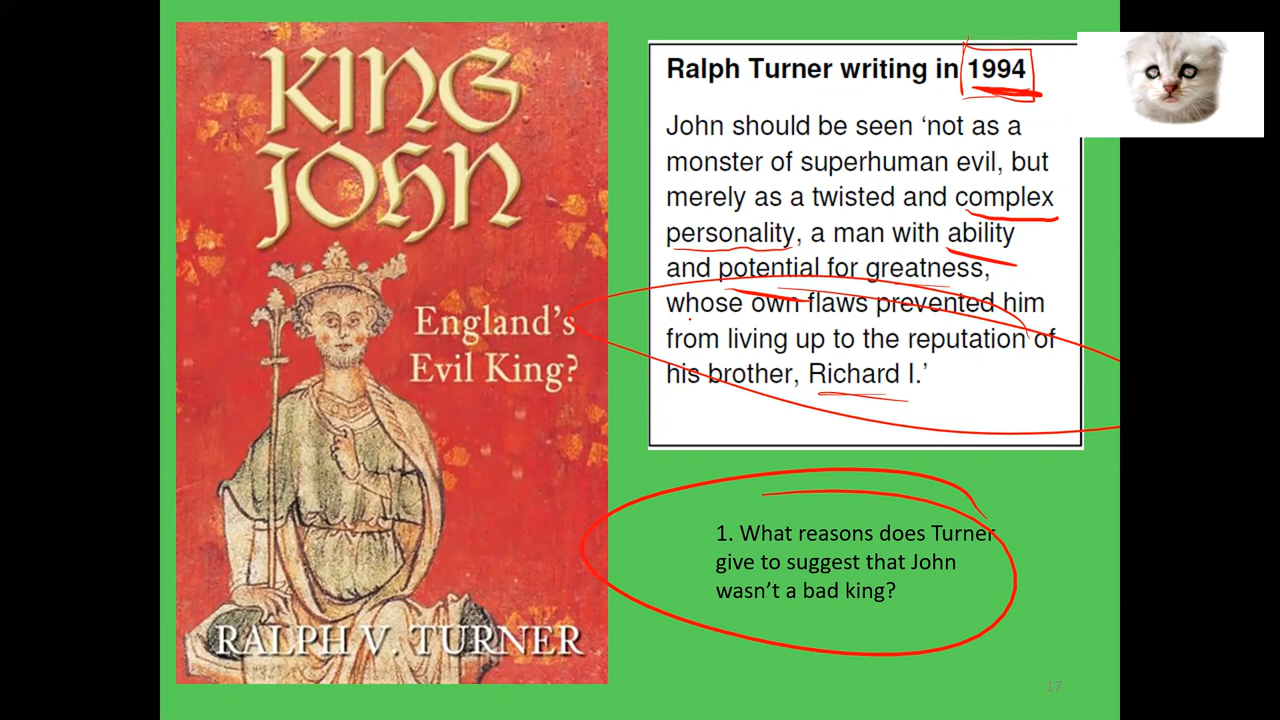 KING
JOHN
England's
Evil King?
RALPH V. TURNER
Ralph Turner writing in 1994
John should be seen ‘not as a
monster of superhuman evil, but
merely as a twisted and complex
personality, a man with ability
and potential for greatness,
whose own flaws prevented him
from living up to the reputation of
his brother, Richard I.’
1. What reasons does Turner
give to suggest that John
wasn’t a bad king?
17